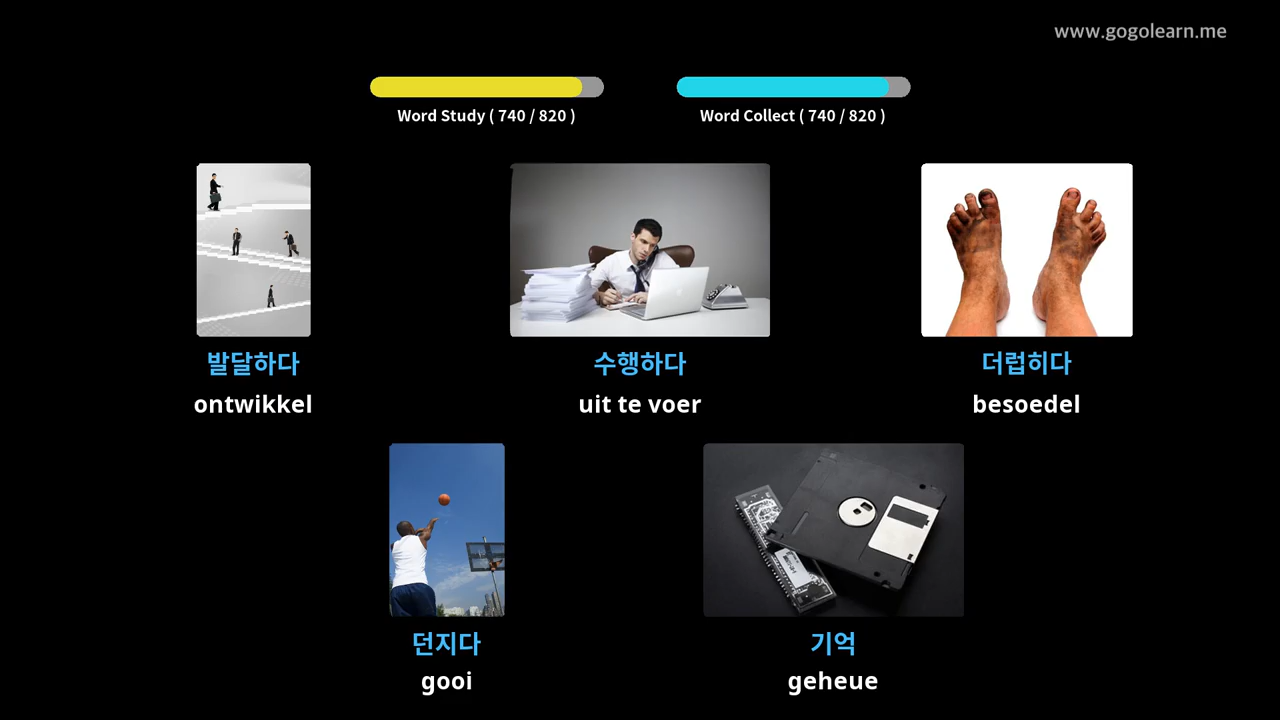 www.gogolearn.me
Word Study ( 740 / 820 )
Word Collect ( 740 / 820 )
발달하다
수행하다
더럽히다
ontwikkel
uit te voer
besoedel
던지다
기억
gooi
geheue